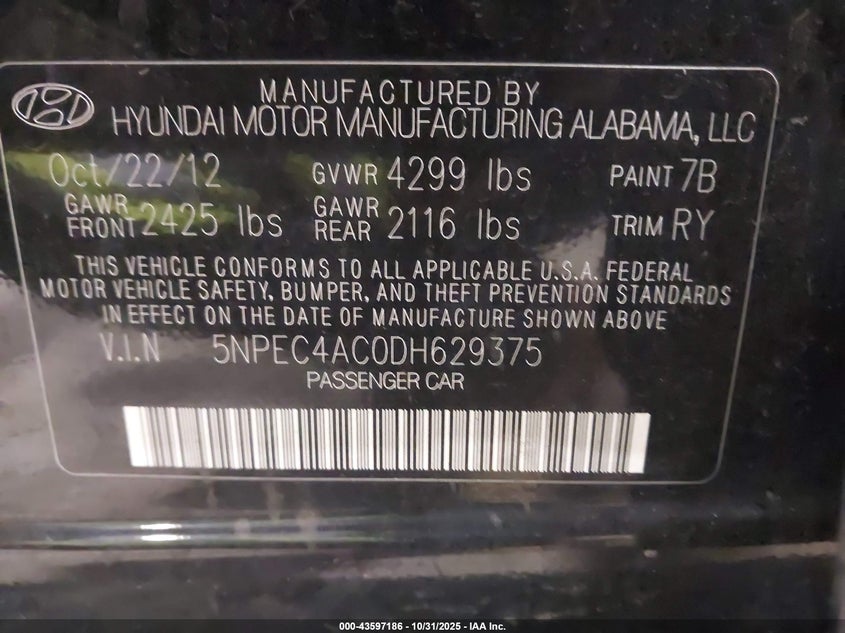 MANUFACTURED BY
HYUNDAI MOTOR MANUFACTURING ALABAMA, LLC
Oct/22/12 GVWR 4299 lbs PAINT 7B
GAWR FRONT 2425 lbs GAWR REAR 2116 lbs TRIM RY
THIS VEHICLE CONFORMS TO ALL APPLICABLE U.S.A. FEDERAL
MOTOR VEHICLE SAFETY, BUMPER, AND THEFT PREVENTION STANDARDS
IN EFFECT ON THE DATE OF MANUFACTURE SHOWN ABOVE
V.I.N 5NPEC4AC0DH629375
PASSENGER CAR
000-43597186 - 10/31/2025 - IAA Inc.